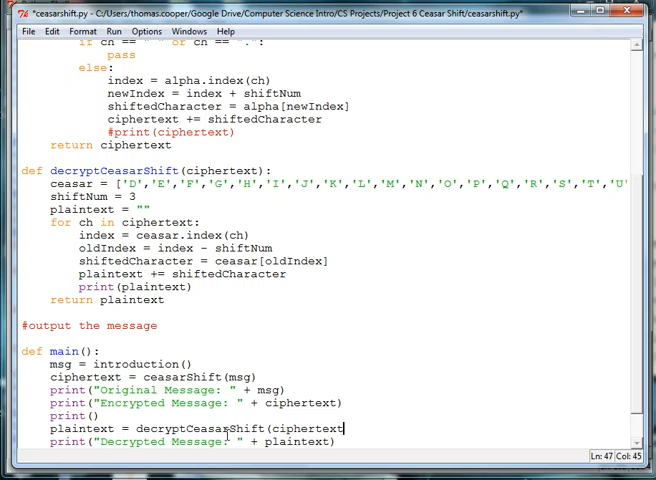 *ceasarshift.py - C:/Users/thomas.cooper/Google Drive/Computer Science Intro/CS Projects/Project 6 Ceasar Shift/ceasarshift.py*
File Edit Format Run Options Windows Help
if ch == " " or ch == ".":
pass
else:
index = alpha.index(ch)
newIndex = index + shiftNum
shiftedCharacter = alpha[newIndex]
ciphertext += shiftedCharacter
#print(ciphertext)
return ciphertext
def decryptCeasarShift(ciphertext):
ceasar = ['D','E','F','G','H','I','J','K','L','M','N','O','P','Q','R','S','T','U'
shiftNum = 3
plaintext = ""
for ch in ciphertext:
index = ceasar.index(ch)
oldIndex = index - shiftNum
shiftedCharacter = ceasar[oldIndex]
plaintext += shiftedCharacter
print(plaintext)
return plaintext
#output the message
def main():
msg = introduction()
ciphertext = ceasarShift(msg)
print("Original Message: " + msg)
print("Encrypted Message: " + ciphertext)
print()
plaintext = decryptCeasarShift(ciphertext
print("Decrypted Message: " + plaintext)
Ln: 47 Col: 45